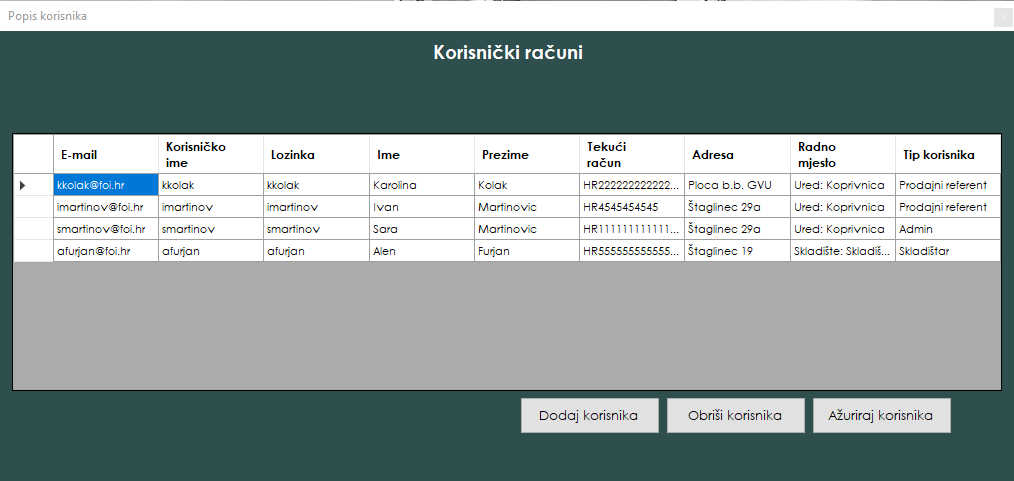 Popis korisnika
Korisnički računi
E-mail Korisničko ime Lozinka Ime Prezime Tekući račun Adresa Radno mjesto Tip korisnika
kkolak@foi.hr kkolak kkolak Karolina Kolak HR222222222222... Ploca b.b. GVU Ured: Koprivnica Prodajni referent
imartinov@foi.hr imartinov imartinov Ivan Martinovic HR4545454545 Štaglinec 29a Ured: Koprivnica Prodajni referent
smartinov@foi.hr smartinov smartinov Sara Martinovic HR111111111111... Štaglinec 29a Ured: Koprivnica Admin
afurjan@foi.hr afurjan afurjan Alen Furjan HR555555555555... Štaglinec 19 Skladište: Skladiš... Skladištar
Dodaj korisnika Obriši korisnika Ažuriraj korisnika